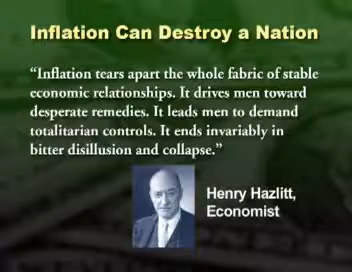 Inflation Can Destroy a Nation
“Inflation tears apart the whole fabric of stable
economic relationships. It drives men toward
desperate remedies. It leads men to demand
totalitarian controls. It ends invariably in
bitter disillusion and collapse.”
Henry Hazlitt,
Economist